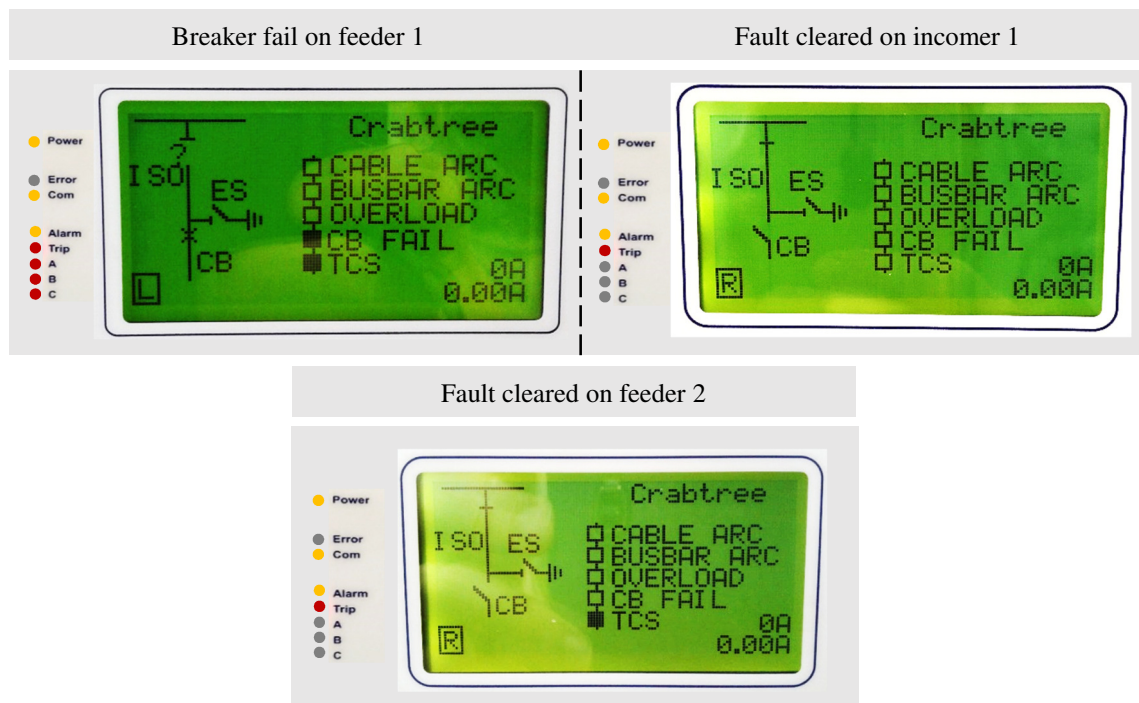 Breaker fail on feeder 1
Power
Error
Com
Alarm
Trip
A
B
C
Crabtree
ISO
ES
CB
L
CABLE ARC
BUSBAR ARC
OVERLOAD
CB FAIL
TCS
0A
0.00A
Fault cleared on incomer 1
Power
Error
Com
Alarm
Trip
A
B
C
Crabtree
ISO
ES
CB
R
CABLE ARC
BUSBAR ARC
OVERLOAD
CB FAIL
TCS
0A
0.00A
Fault cleared on feeder 2
Power
Error
Com
Alarm
Trip
A
B
C
Crabtree
ISO
ES
CB
R
CABLE ARC
BUSBAR ARC
OVERLOAD
CB FAIL
TCS
0A
0.00A